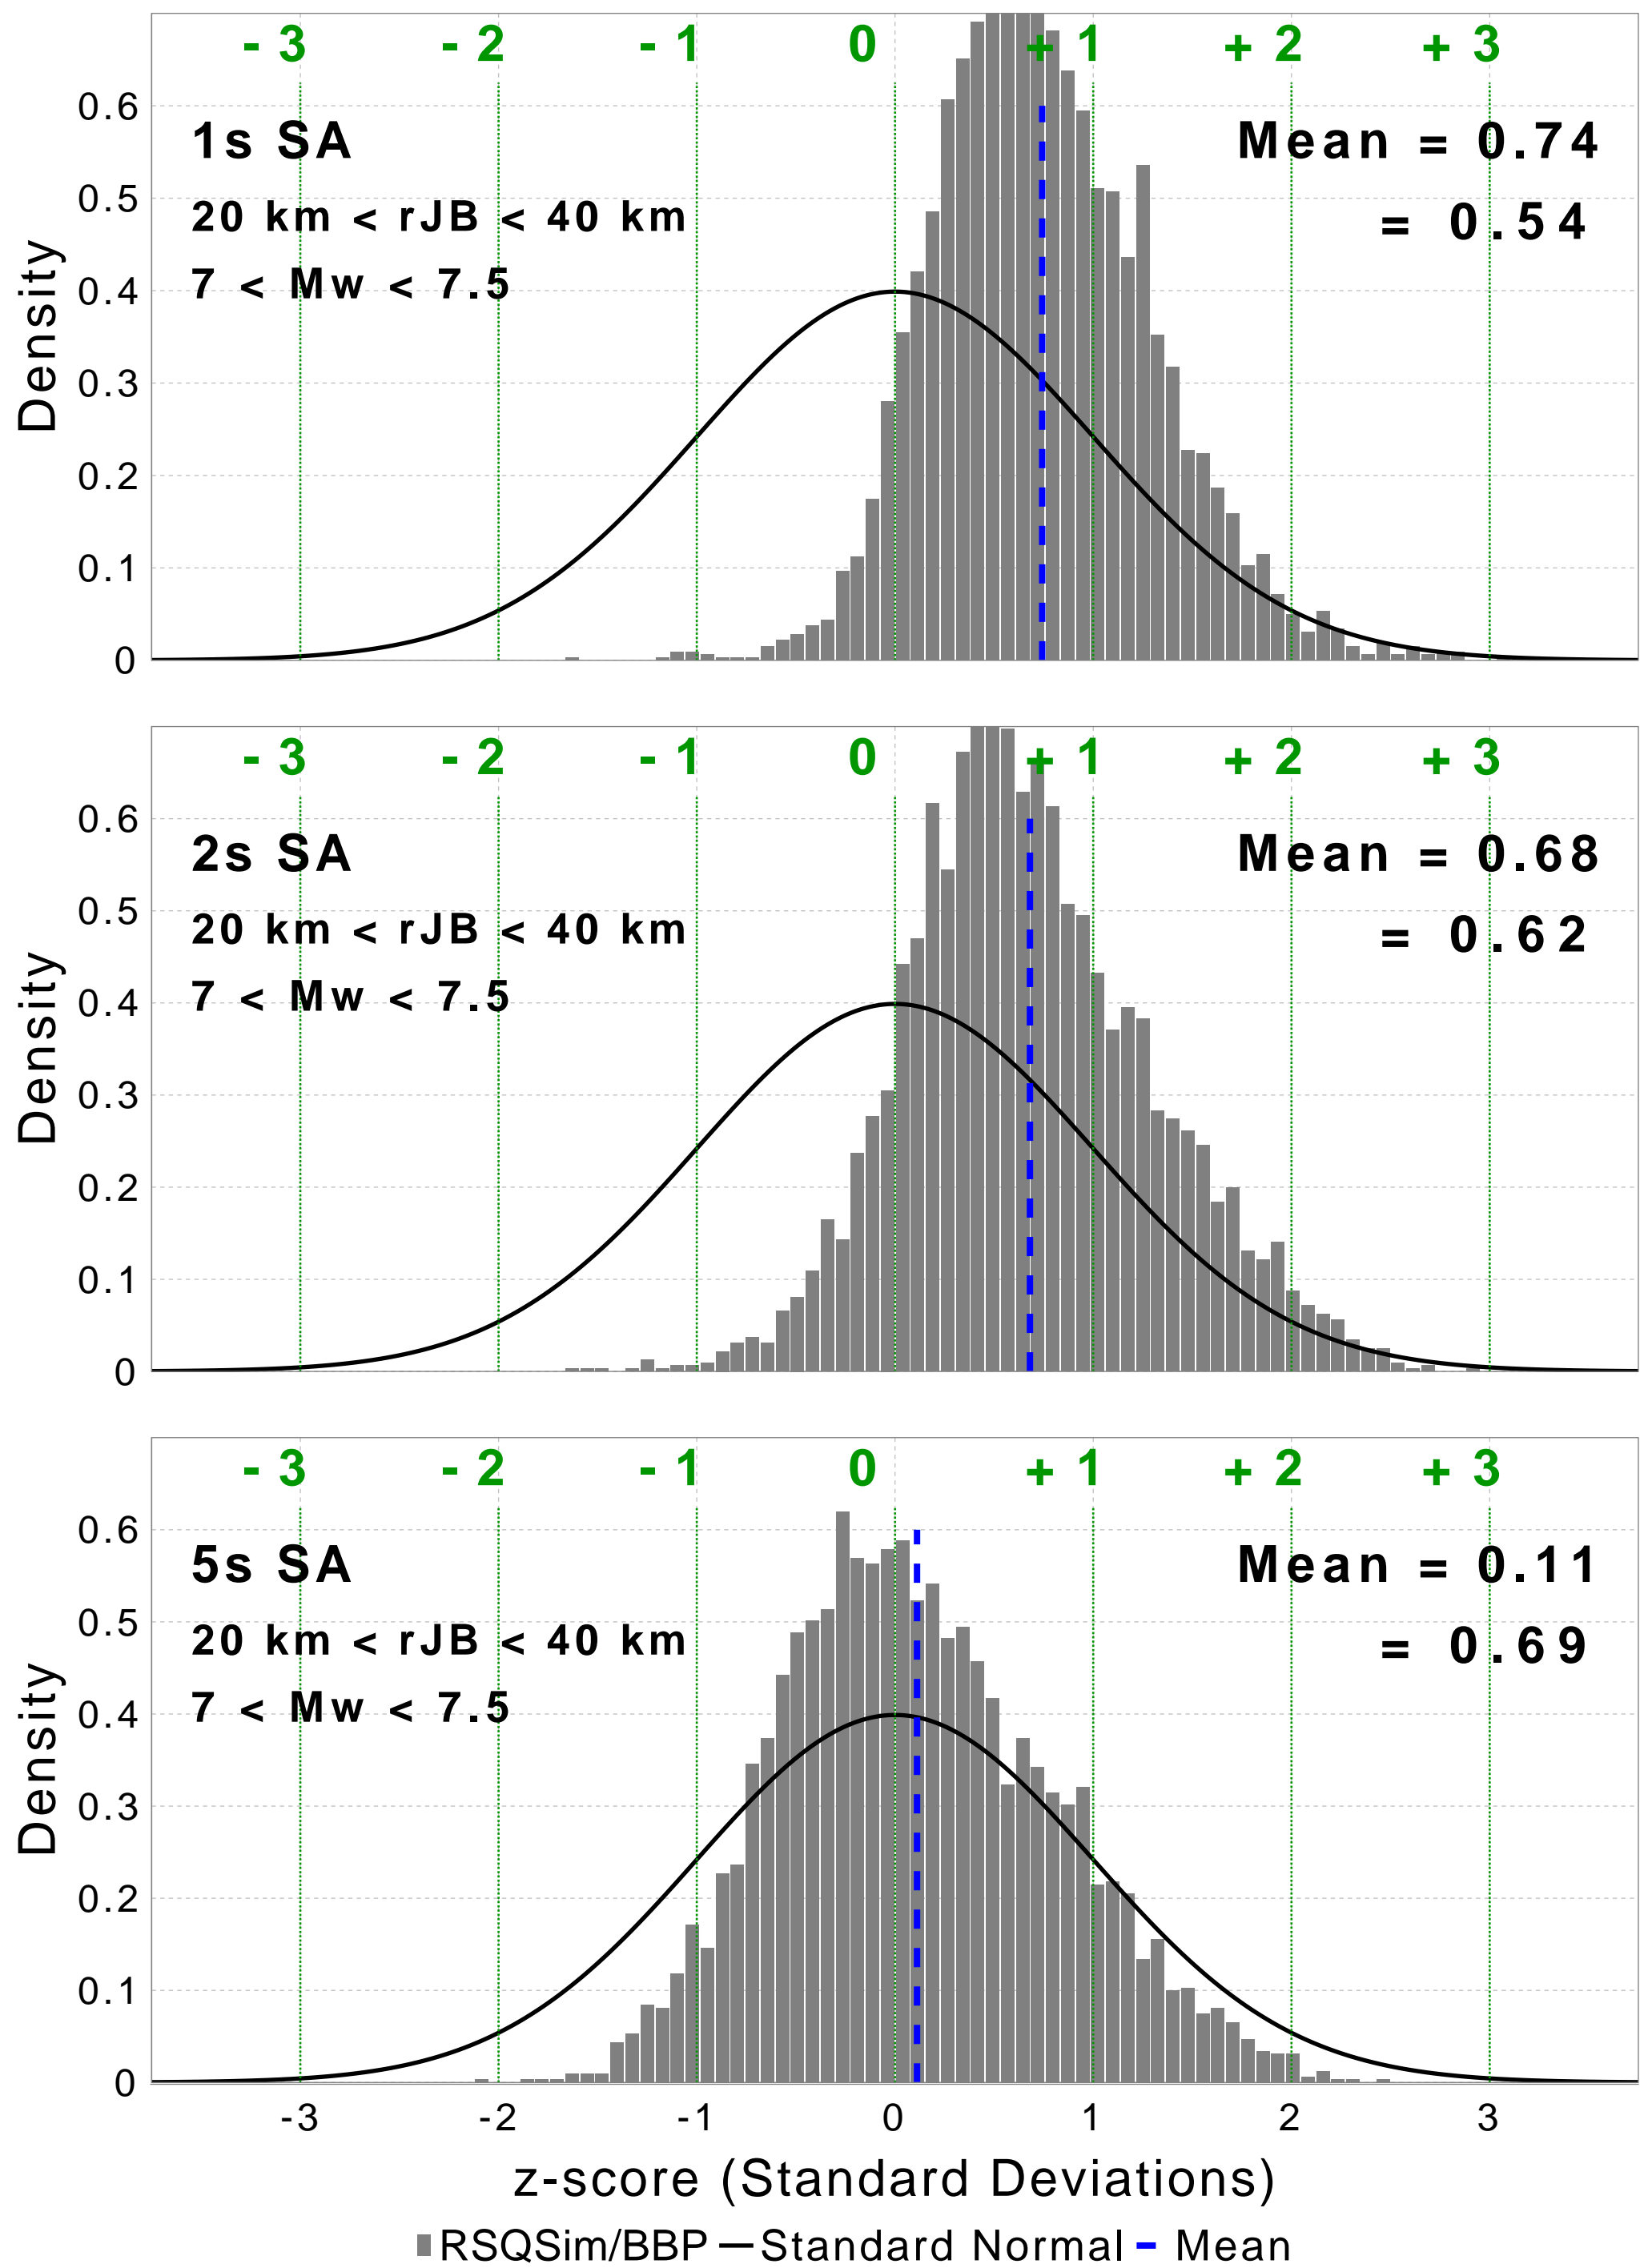 - 3 - 2 - 1 0 + 1 + 2 + 3
0.6
1s SA
Mean = 0.74
0.5
20 km < rJB < 40 km
= 0.54
0.4
7 < Mw < 7.5
0.3
0.2
0.1
0
Density
- 3 - 2 - 1 0 + 1 + 2 + 3
0.6
2s SA
Mean = 0.68
0.5
20 km < rJB < 40 km
= 0.62
0.4
7 < Mw < 7.5
0.3
0.2
0.1
0
Density
- 3 - 2 - 1 0 + 1 + 2 + 3
0.6
5s SA
Mean = 0.11
0.5
20 km < rJB < 40 km
= 0.69
0.4
7 < Mw < 7.5
0.3
0.2
0.1
0
Density
-3 -2 -1 0 1 2 3
z-score (Standard Deviations)
RSQSim/BBP Standard Normal Mean